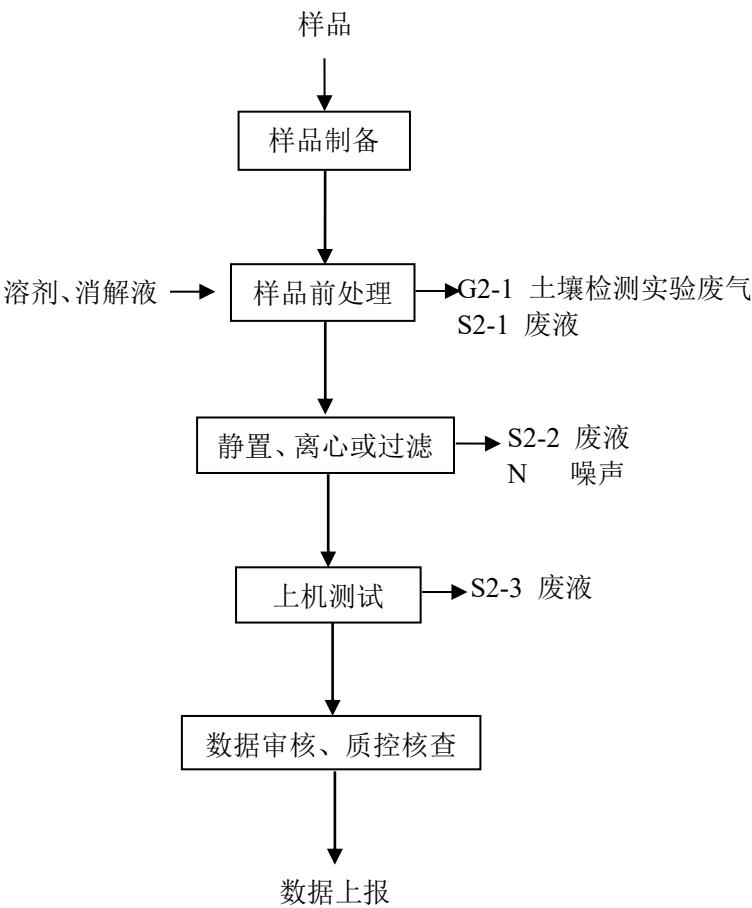 样品
样品制备
溶剂、消解液
样品前处理
G2-1 土壤检测实验废气
S2-1 废液
静置、离心或过滤
S2-2 废液
N 噪声
上机测试
S2-3 废液
数据审核、质控核查
数据上报